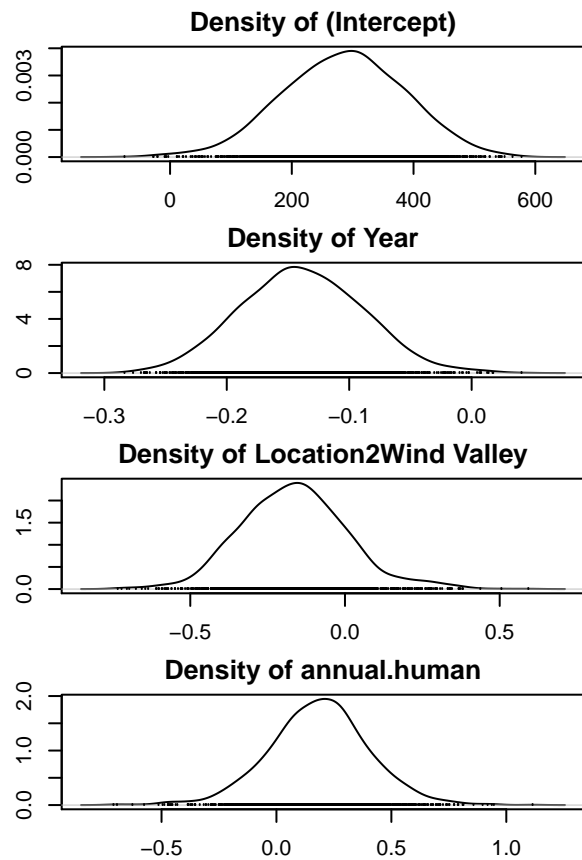 Density of (Intercept)
0.000 0.003
0 200 400 600
Density of Year
0 4 8
−0.3 −0.2 −0.1 0.0
Density of Location2Wind Valley
0.0 1.5
−0.5 0.0 0.5
Density of annual.human
0.0 1.0 2.0
−0.5 0.0 0.5 1.0